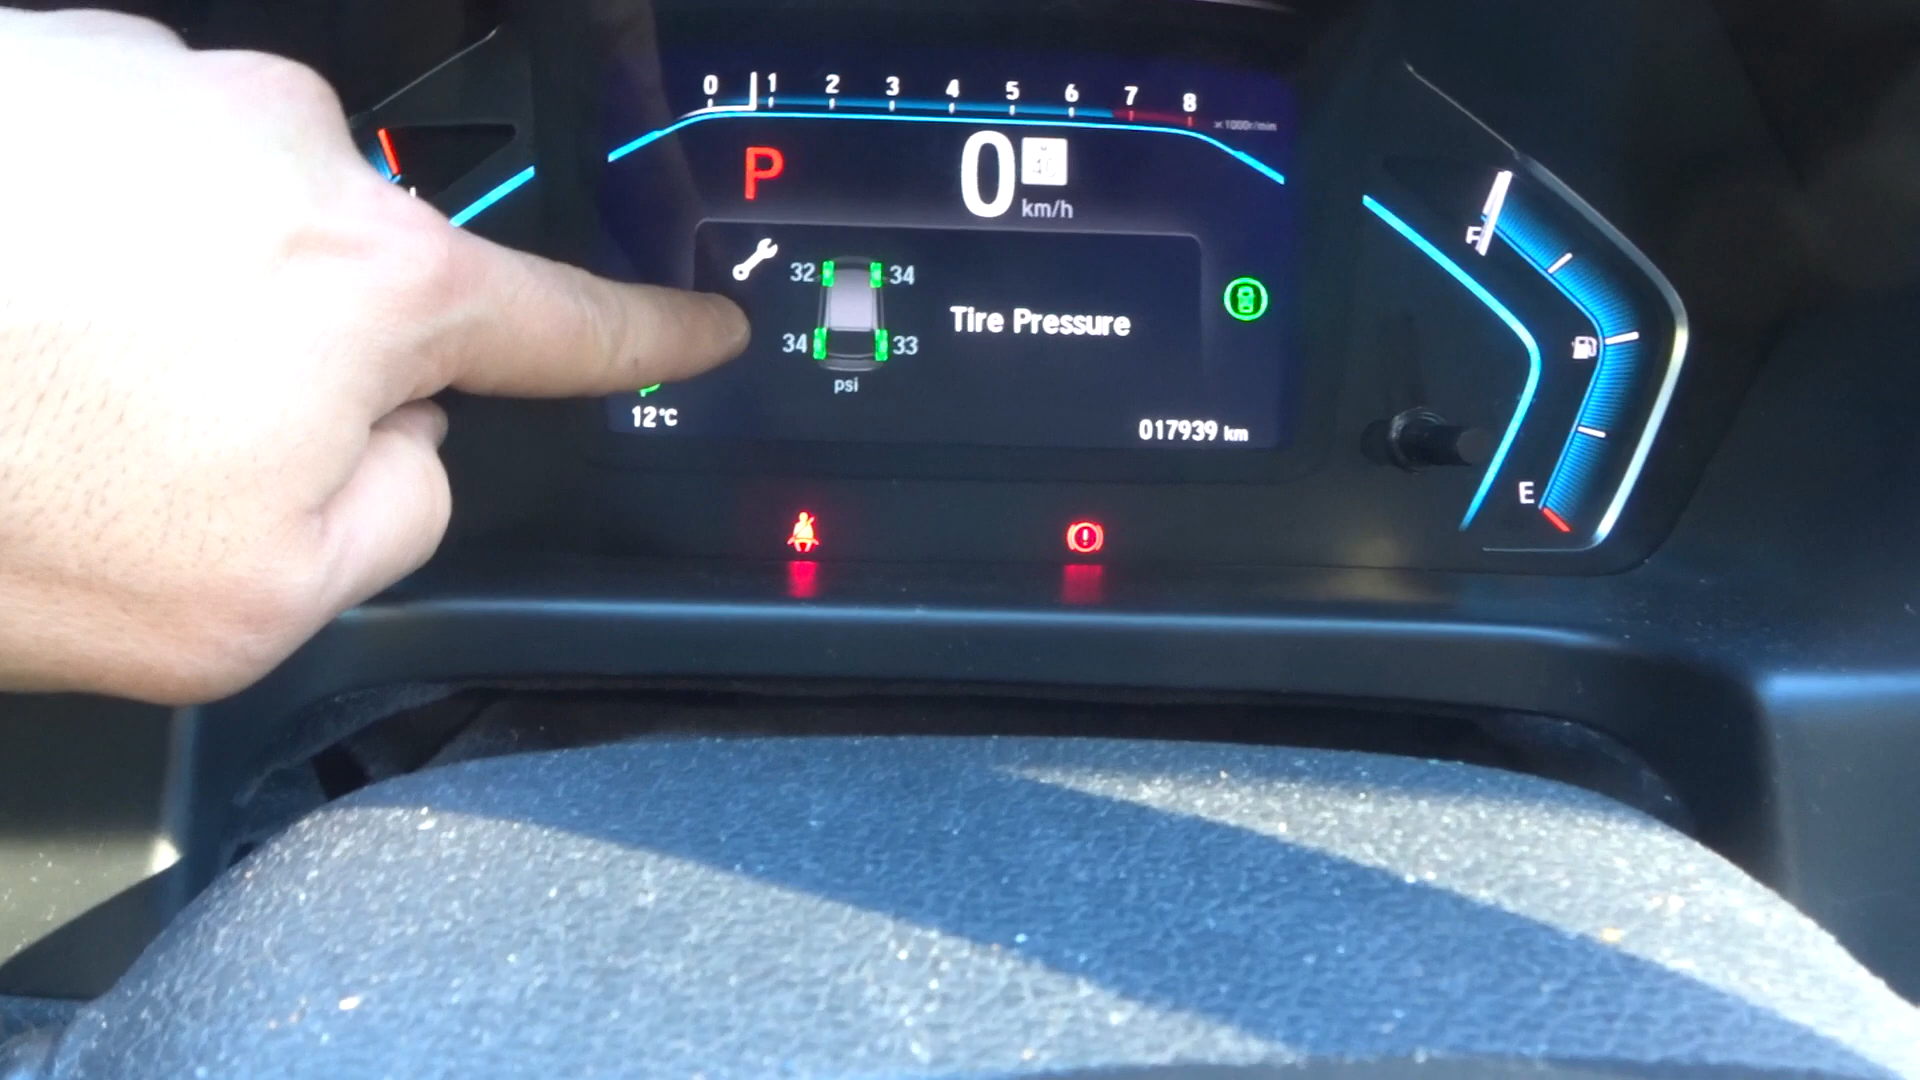 0 1 2 3 4 5 6 7 8
x1000r/min
P 0 km/h
32 34
Tire Pressure
34 33
psi
12°C
017939 km
F
E